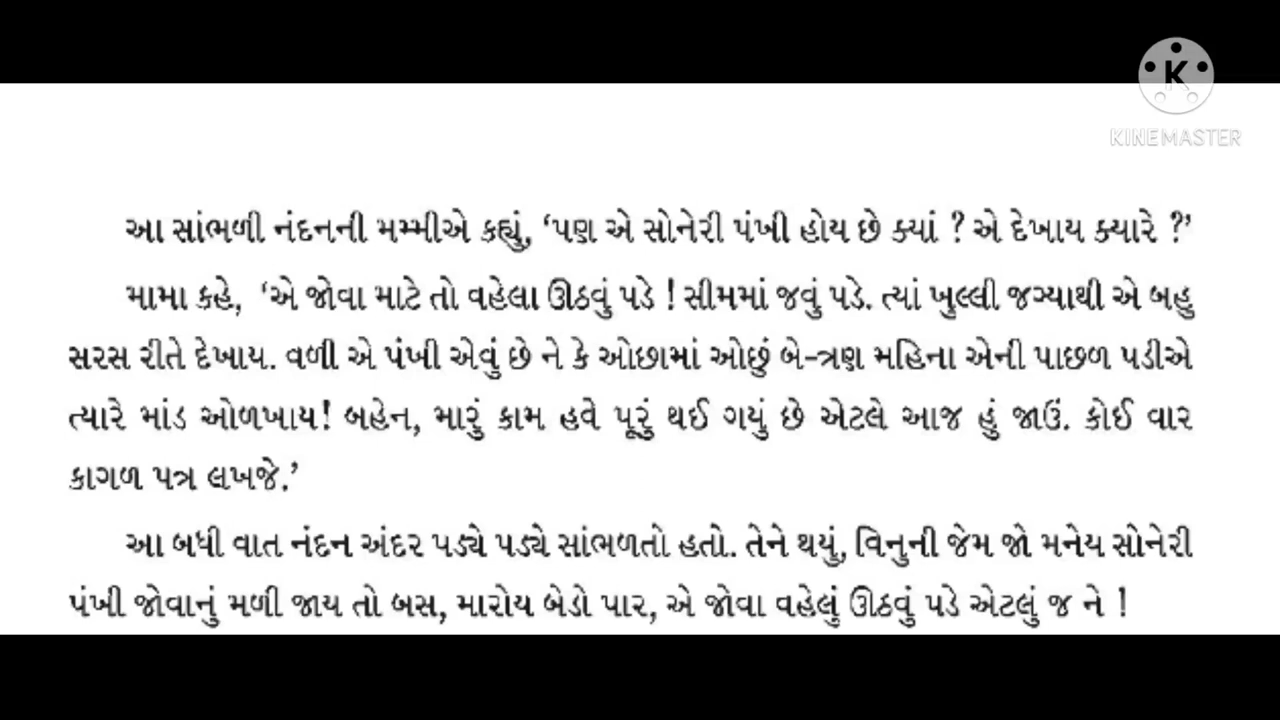 KINEMASTER
આ સાંભળી નંદનની મમ્મીએ કહ્યું, ‘પણ એ સોનેરી પંખી હોય છે ક્યાં ? એ દેખાય ક્યારે ?’
મામા કહે, ‘એ જોવા માટે તો વહેલા ઊઠવું પડે ! સીમમાં જવું પડે. ત્યાં ખુલ્લી જગ્યાથી એ બહુ
સરસ રીતે દેખાય. વળી એ પંખી એવું છે ને કે ઓછામાં ઓછું બે-ત્રણ મહિના એની પાછળ પડીએ
ત્યારે માંડ ઓળખાય! બહેન, મારું કામ હવે પૂરું થઈ ગયું છે એટલે આજ હું જાઉં. કોઈ વાર
કાગળ પત્ર લખજે.’
આ બધી વાત નંદન અંદર પડ્યે પડ્યે સાંભળતો હતો. તેને થયું, વિનુની જેમ જો મનેય સોનેરી
પંખી જોવાનું મળી જાય તો બસ, મારોય બેડો પાર, એ જોવા વહેલું ઊઠવું પડે એટલું જ ને !